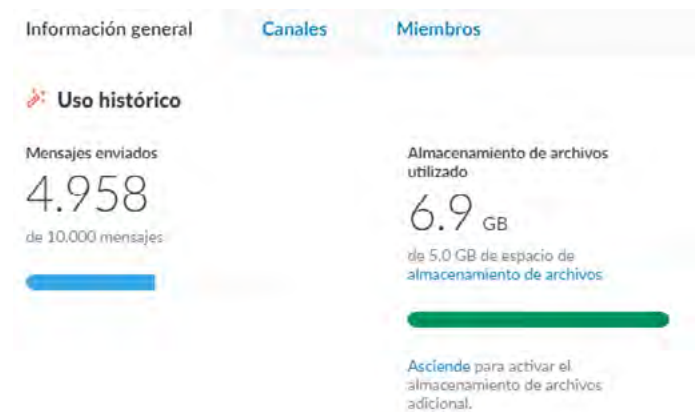 Información general Canales Miembros
Uso histórico
Mensajes enviados
4.958
de 10.000 mensajes
Almacenamiento de archivos
utilizado
6.9 GB
de 5.0 GB de espacio de
almacenamiento de archivos
Asciende para activar el
almacenamiento de archivos
adicional.